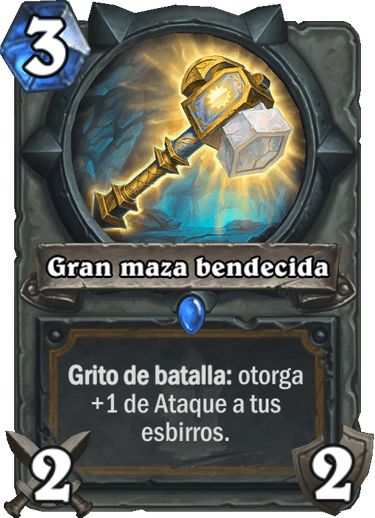 3
Gran maza bendecida
Grito de batalla: otorga
+1 de Ataque a tus
esbirros.
2
2